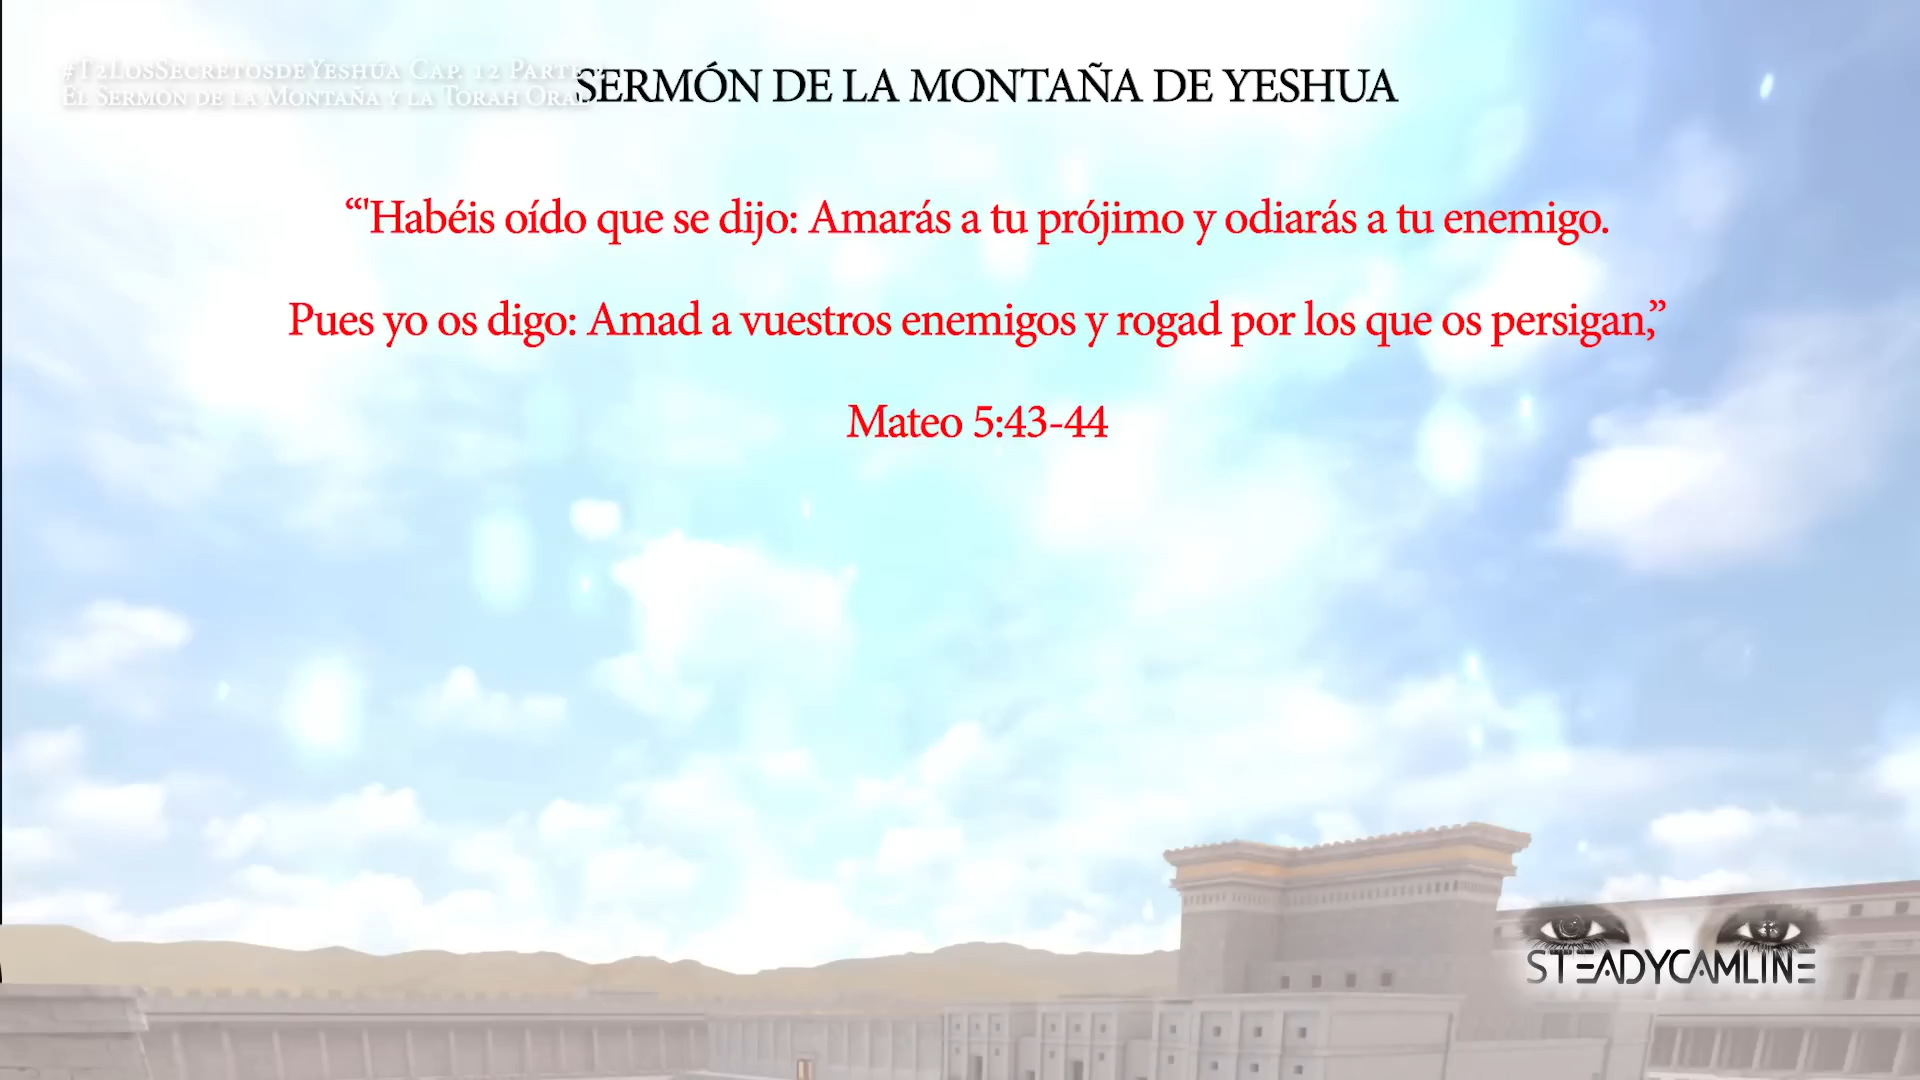 #T2LosSecretosdeYeshúa Cap. 12 Parte
El Sermón de la Montaña y la Torah Oral
SERMÓN DE LA MONTAÑA DE YESHUA
“'Habéis oído que se dijo: Amarás a tu prójimo y odiarás a tu enemigo.
Pues yo os digo: Amad a vuestros enemigos y rogad por los que os persigan,”
Mateo 5:43-44
STEADYCAMLINE